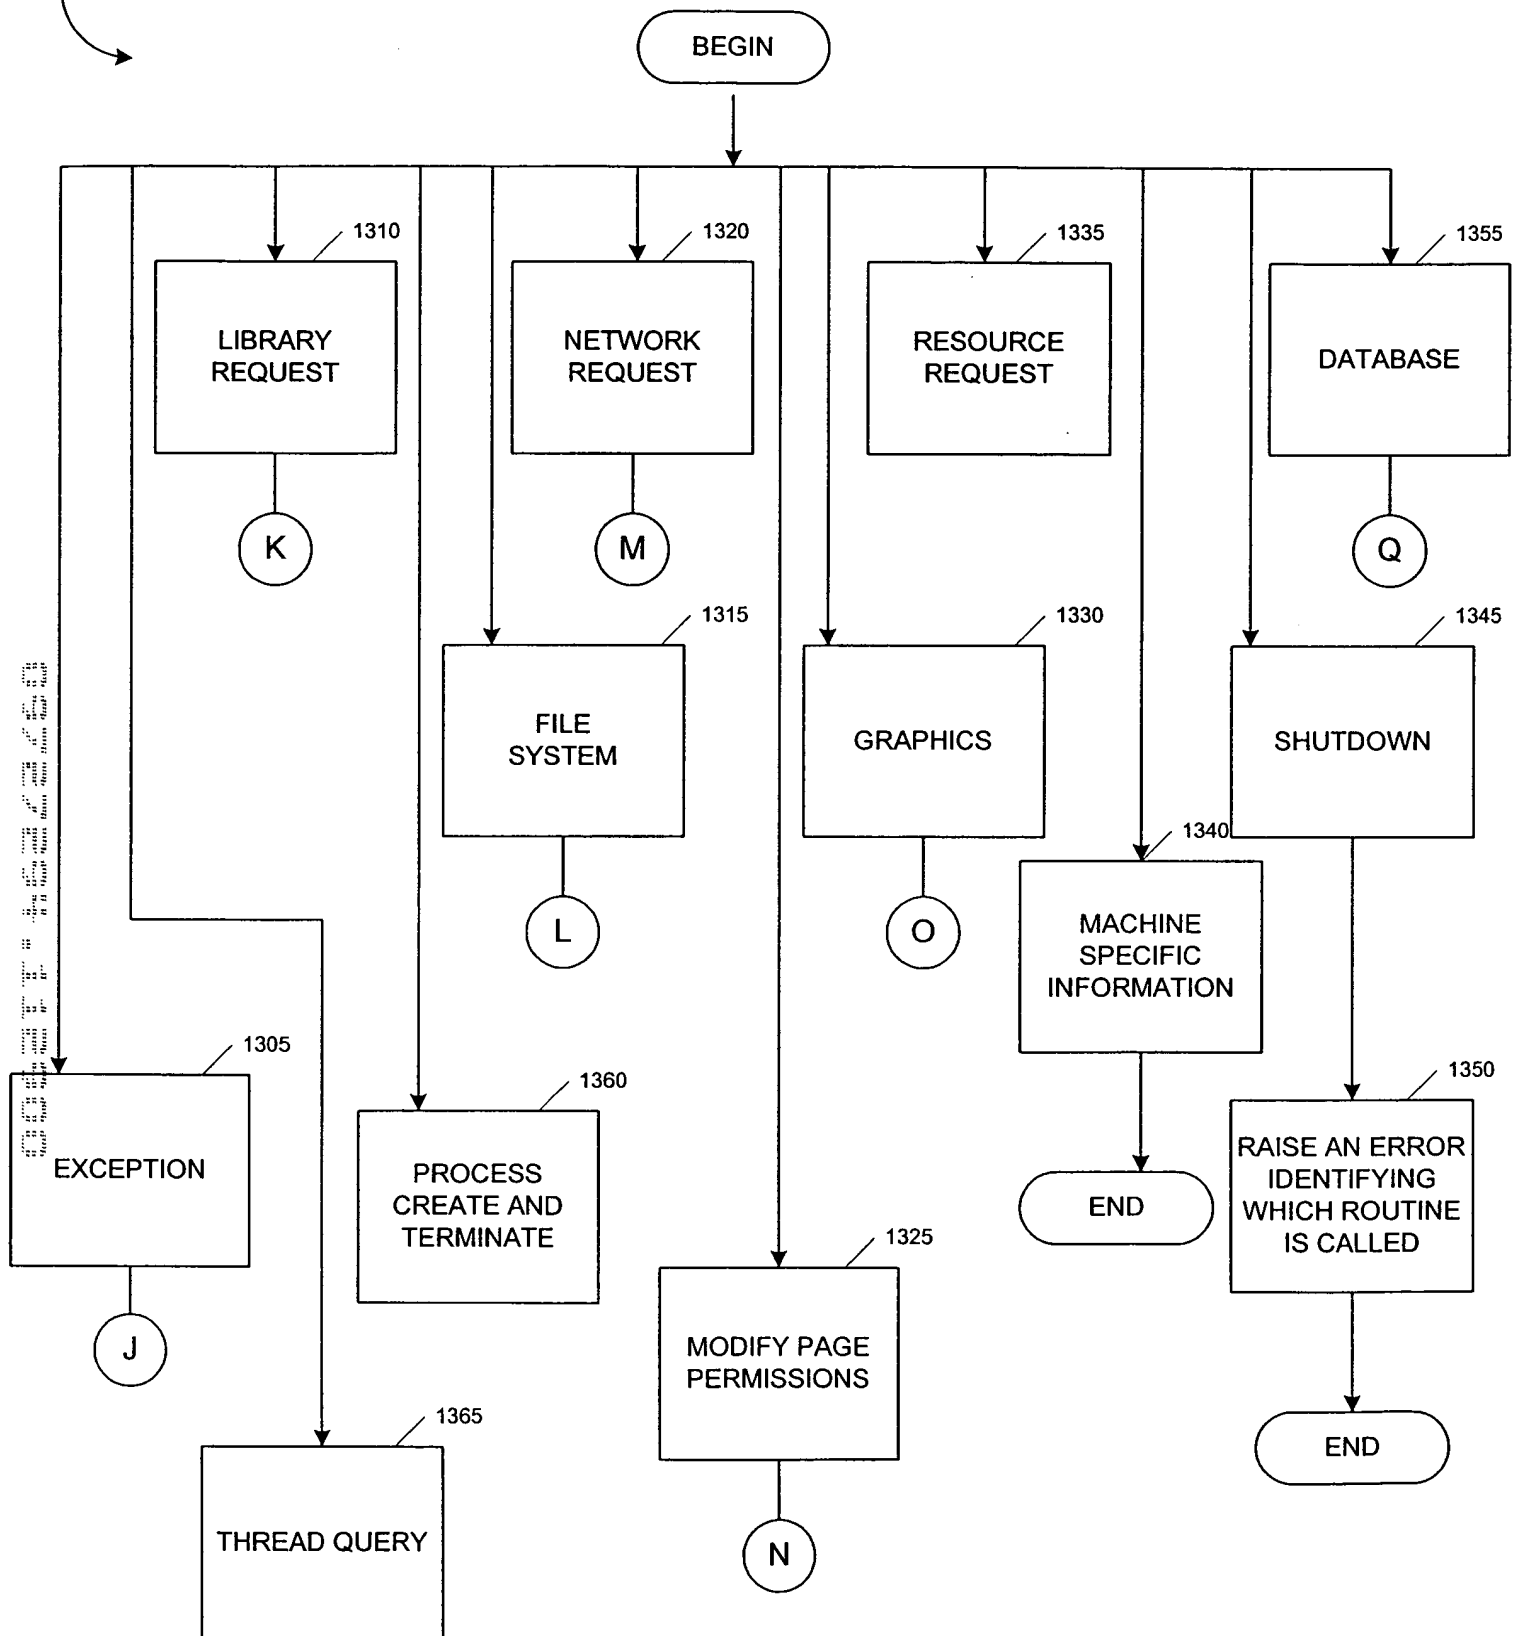 BEGIN
1310
1320
1335
1355
LIBRARY
REQUEST
NETWORK
REQUEST
RESOURCE
REQUEST
DATABASE
K
M
Q
1315
1330
1345
FILE
SYSTEM
GRAPHICS
SHUTDOWN
1340
L
O
MACHINE
SPECIFIC
INFORMATION
1305
1360
1350
EXCEPTION
PROCESS
CREATE AND
TERMINATE
END
RAISE AN ERROR
IDENTIFYING
WHICH ROUTINE
IS CALLED
1325
J
MODIFY PAGE
PERMISSIONS
1365
END
THREAD QUERY
N